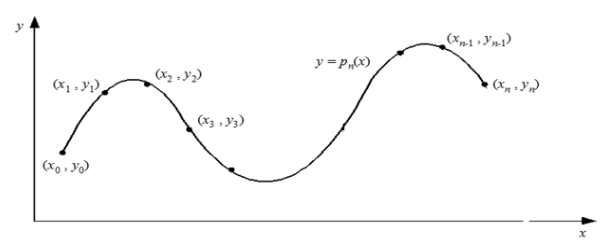 y
(x₁ , y₁)
(x₂ , y₂)
(x₃ , y₃)
(x₀ , y₀)
y = pₙ(x)
(xₙ₋₁ , yₙ₋₁)
(xₙ , yₙ)
x